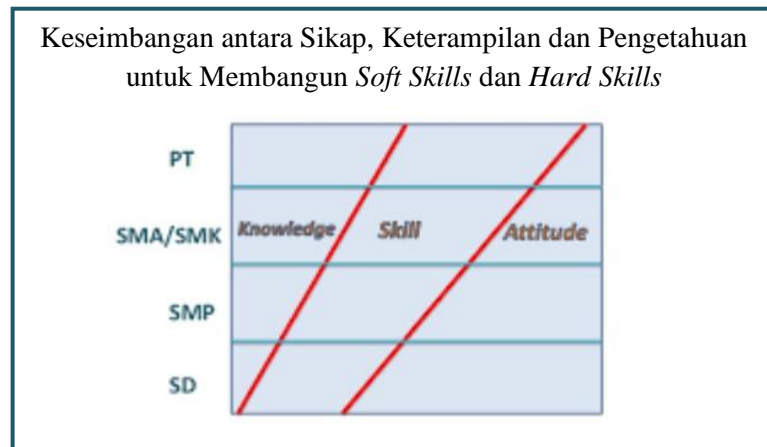 Keseimbangan antara Sikap, Keterampilan dan Pengetahuan
untuk Membangun Soft Skills dan Hard Skills
PT
SMA/SMK
Knowledge
Skill
Attitude
SMP
SD